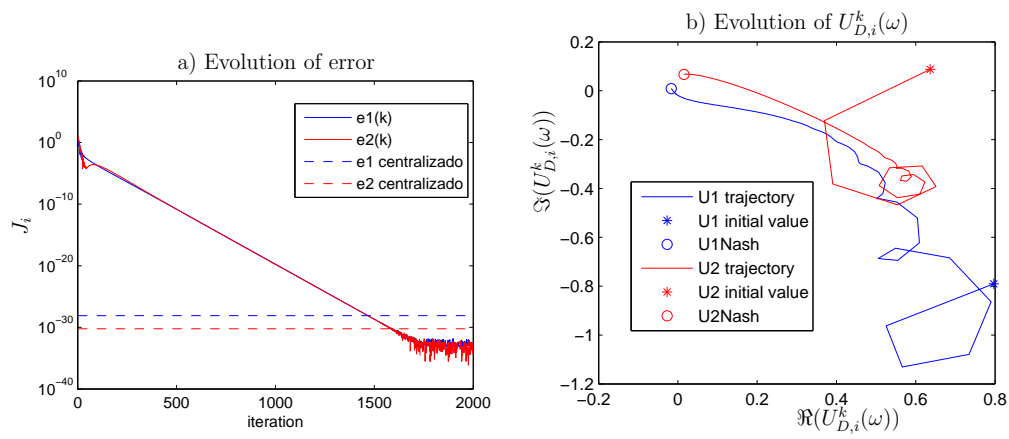 a) Evolution of error
10^10
10^0
10^-10
10^-20
10^-30
10^-40
J_i
0
500
1000
1500
2000
iteration
e1(k)
e2(k)
e1 centralizado
e2 centralizado
b) Evolution of U^k_{D,i}(ω)
0.2
0
−0.2
−0.4
−0.6
−0.8
−1
−1.2
ℑ(U^k_{D,i}(ω))
−0.2
0
0.2
0.4
0.6
0.8
ℜ(U^k_{D,i}(ω))
U1 trajectory
U1 initial value
U1Nash
U2 trajectory
U2 initial value
U2Nash